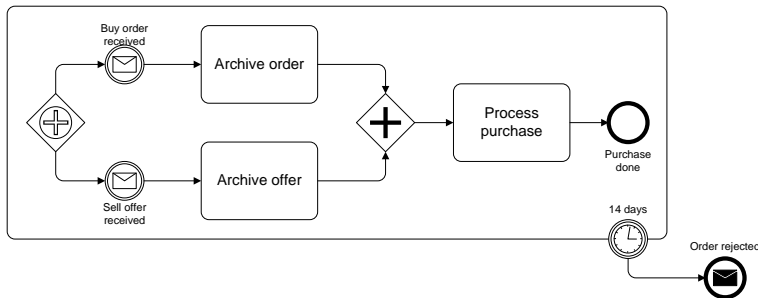 Buy order
received
Archive order
Process
purchase
Purchase
done
Sell offer
received
Archive offer
14 days
Order rejected